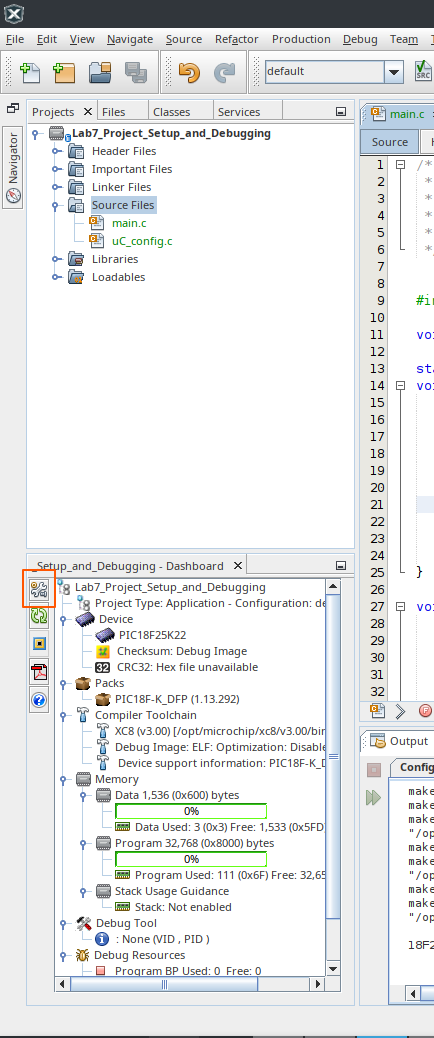 File Edit View Navigate Source Refactor Production Debug Team
default
SRC
Projects Files Classes Services
Navigator
Lab7_Project_Setup_and_Debugging
Header Files
Important Files
Linker Files
Source Files
main.c
uC_config.c
Libraries
Loadables
main.c
Source
1 /*
2 *
3 *
4 *
5 *
6 *
7
8
9 #in
10
11 voi
12
13 st
14 voi
15
16
17
18
19
20
21
22
23
24
25 }
26
27 voi
28
29
30
31
32
_Setup_and_Debugging - Dashboard
Lab7_Project_Setup_and_Debugging
Project Type: Application - Configuration: de
Device
PIC18F25K22
Checksum: Debug Image
32 CRC32: Hex file unavailable
Packs
PIC18F-K_DFP (1.13.292)
Compiler Toolchain
XC8 (v3.00) [/opt/microchip/xc8/v3.00/bin
Debug Image: ELF: Optimization: Disable
Device support information: PIC18F-K_D
Memory
Data 1,536 (0x600) bytes
0%
Data Used: 3 (0x3) Free: 1,533 (0x5FD
Program 32,768 (0x8000) bytes
0%
Program Used: 111 (0x6F) Free: 32,65
Stack Usage Guidance
Stack: Not enabled
Debug Tool
: None (VID , PID )
Debug Resources
Program BP Used: 0 Free: 0
PDF
Output
Config
make
make
make
"/op
make
"/op
make
make
"/op
18F2